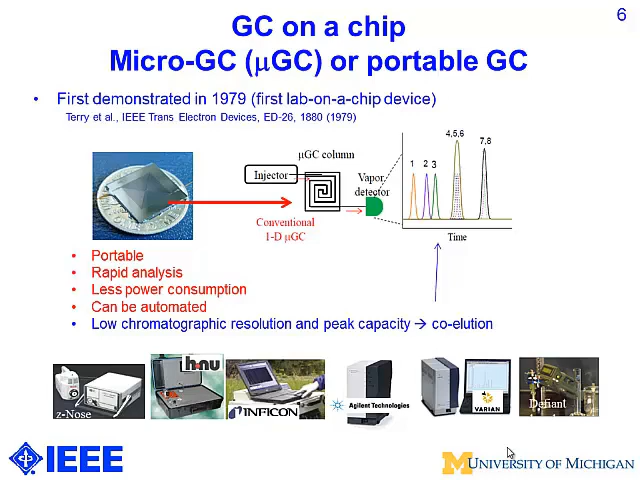 6
GC on a chip
Micro-GC (μGC) or portable GC
• First demonstrated in 1979 (first lab-on-a-chip device)
Terry et al., IEEE Trans Electron Devices, ED-26, 1880 (1979)
μGC column
Injector
Vapor
detector
Conventional
1-D μGC
1
2
3
4,5,6
7,8
Time
• Portable
• Rapid analysis
• Less power consumption
• Can be automated
• Low chromatographic resolution and peak capacity → co-elution
z-Nose
hnu
INFICON
Agilent Technologies
VARIAN
Defiant
IEEE
M UNIVERSITY OF MICHIGAN